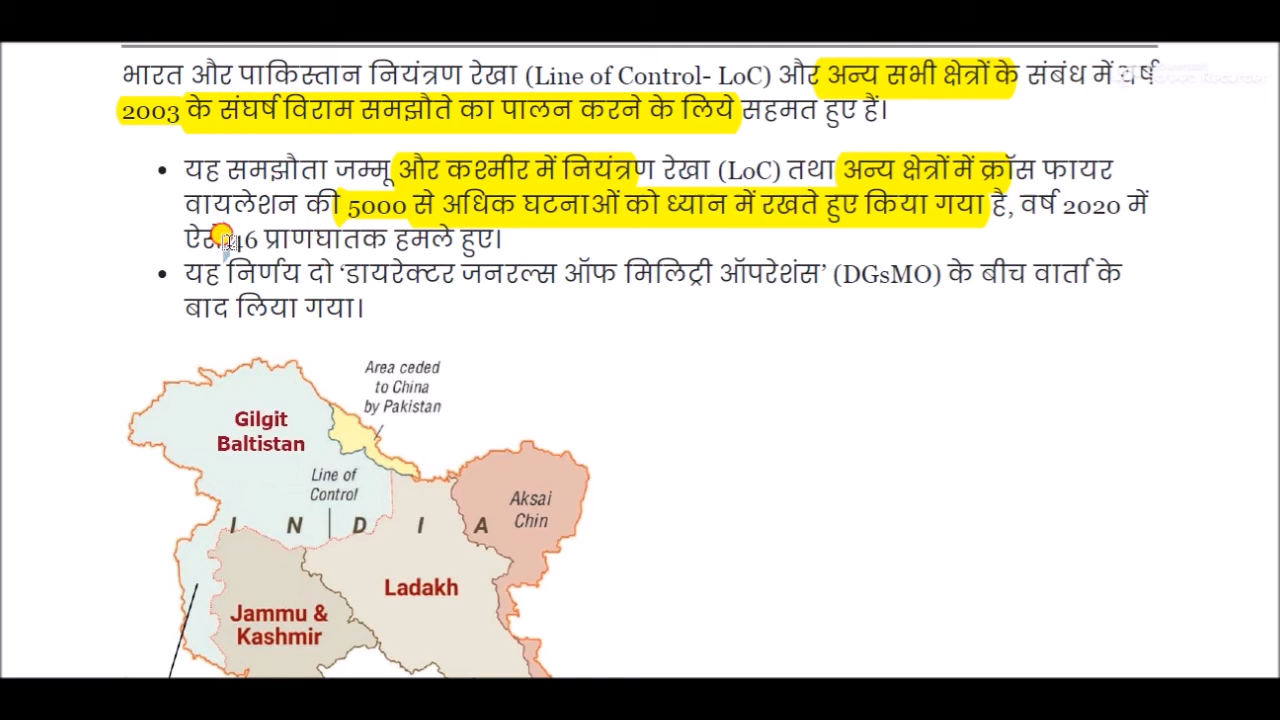 भारत और पाकिस्तान नियंत्रण रेखा (Line of Control- LoC) और अन्य सभी क्षेत्रों के संबंध में वर्ष
2003 के संघर्ष विराम समझौते का पालन करने के लिये सहमत हुए हैं।
• यह समझौता जम्मू और कश्मीर में नियंत्रण रेखा (LoC) तथा अन्य क्षेत्रों में क्रॉस फायर
वायलेशन की 5000 से अधिक घटनाओं को ध्यान में रखते हुए किया गया है, वर्ष 2020 में
प्राणघातक हमले हुए।
• यह निर्णय दो ‘डायरेक्टर जनरल्स ऑफ मिलिट्री ऑपरेशंस’ (DGsMO) के बीच वार्ता के
बाद लिया गया।
Area ceded
to China
by Pakistan
Gilgit
Baltistan
Line of
Control
Aksai
Chin
I N D I A
Ladakh
Jammu &
Kashmir